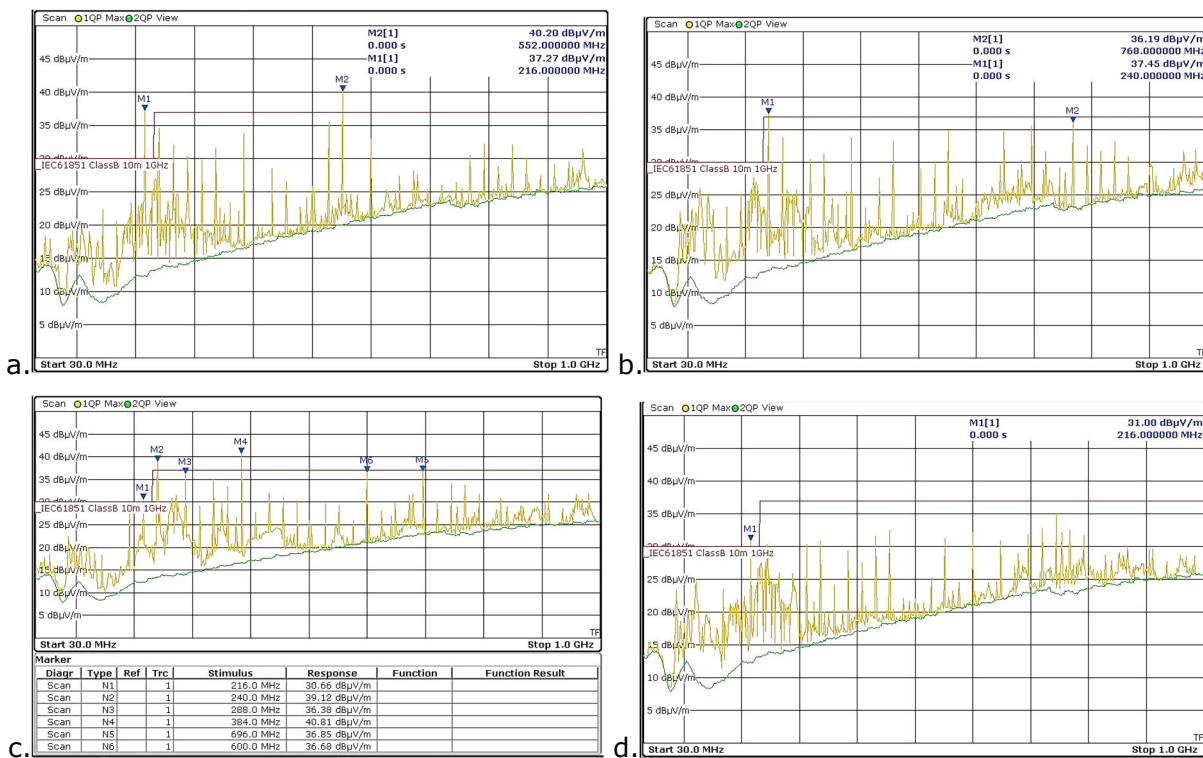 Scan 1QP Max 2QP View
M2[1] 40.20 dBµV/m
0.000 s 552.000000 MHz
M1[1] 37.27 dBµV/m
0.000 s 216.000000 MHz
45 dBµV/m
40 dBµV/m
M2
M1
35 dBµV/m
_IEC61851 ClassB 10m 1GHz
25 dBµV/m
20 dBµV/m
15 dBµV/m
10 dBµV/m
5 dBµV/m
TF
Start 30.0 MHz Stop 1.0 GHz
a.
Scan 1QP Max 2QP View
M2[1] 36.19 dBµV/m
0.000 s 768.000000 MHz
M1[1] 37.45 dBµV/m
0.000 s 240.000000 MHz
45 dBµV/m
40 dBµV/m
M1
M2
35 dBµV/m
_IEC61851 ClassB 10m 1GHz
25 dBµV/m
20 dBµV/m
15 dBµV/m
10 dBµV/m
5 dBµV/m
Start 30.0 MHz Stop 1.0 GHz
b.
Scan 1QP Max 2QP View
45 dBµV/m
M4
M2
40 dBµV/m
M3
M6
M5
35 dBµV/m
M1
_IEC61851 ClassB 10m 1GHz
25 dBµV/m
20 dBµV/m
15 dBµV/m
10 dBµV/m
5 dBµV/m
TF
Start 30.0 MHz Stop 1.0 GHz
Marker
Diagr Type Ref Trc Stimulus Response Function Function Result
Scan N1 1 216.0 MHz 30.66 dBµV/m
Scan N2 1 240.0 MHz 39.12 dBµV/m
Scan N3 1 288.0 MHz 36.38 dBµV/m
Scan N4 1 384.0 MHz 40.81 dBµV/m
Scan N5 1 696.0 MHz 36.85 dBµV/m
Scan N6 1 600.0 MHz 36.68 dBµV/m
c.
Scan 1QP Max 2QP View
M1[1] 31.00 dBµV/m
0.000 s 216.000000 MHz
45 dBµV/m
40 dBµV/m
35 dBµV/m
M1
_IEC61851 ClassB 10m 1GHz
25 dBµV/m
20 dBµV/m
15 dBµV/m
10 dBµV/m
5 dBµV/m
TF
Start 30.0 MHz Stop 1.0 GHz
d.